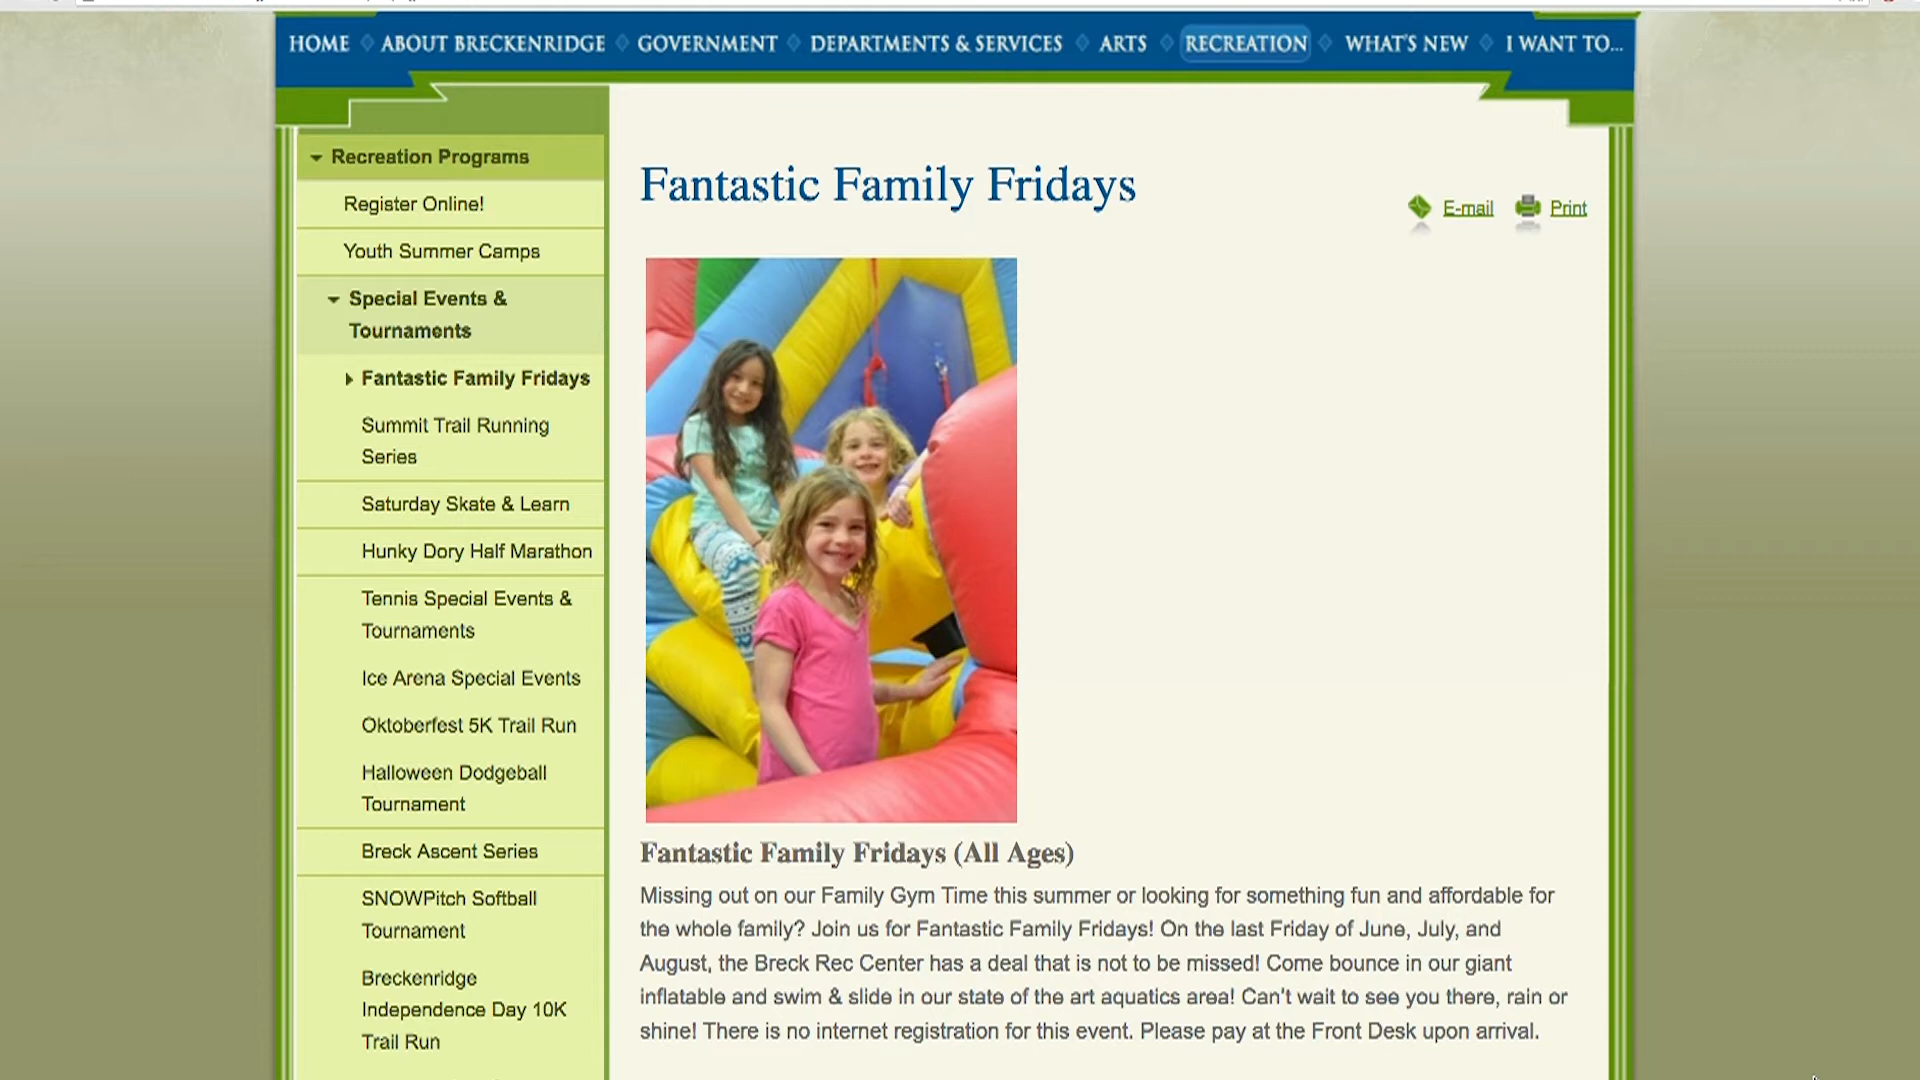 HOME ABOUT BRECKENRIDGE GOVERNMENT DEPARTMENTS & SERVICES ARTS RECREATION WHAT'S NEW I WANT TO...
Recreation Programs
Register Online!
Youth Summer Camps
Special Events &
Tournaments
Fantastic Family Fridays
Summit Trail Running
Series
Saturday Skate & Learn
Hunky Dory Half Marathon
Tennis Special Events &
Tournaments
Ice Arena Special Events
Oktoberfest 5K Trail Run
Halloween Dodgeball
Tournament
Breck Ascent Series
SNOWPitch Softball
Tournament
Breckenridge
Independence Day 10K
Trail Run
Fantastic Family Fridays
E-mail Print
Fantastic Family Fridays (All Ages)
Missing out on our Family Gym Time this summer or looking for something fun and affordable for
the whole family? Join us for Fantastic Family Fridays! On the last Friday of June, July, and
August, the Breck Rec Center has a deal that is not to be missed! Come bounce in our giant
inflatable and swim & slide in our state of the art aquatics area! Can't wait to see you there, rain or
shine! There is no internet registration for this event. Please pay at the Front Desk upon arrival.